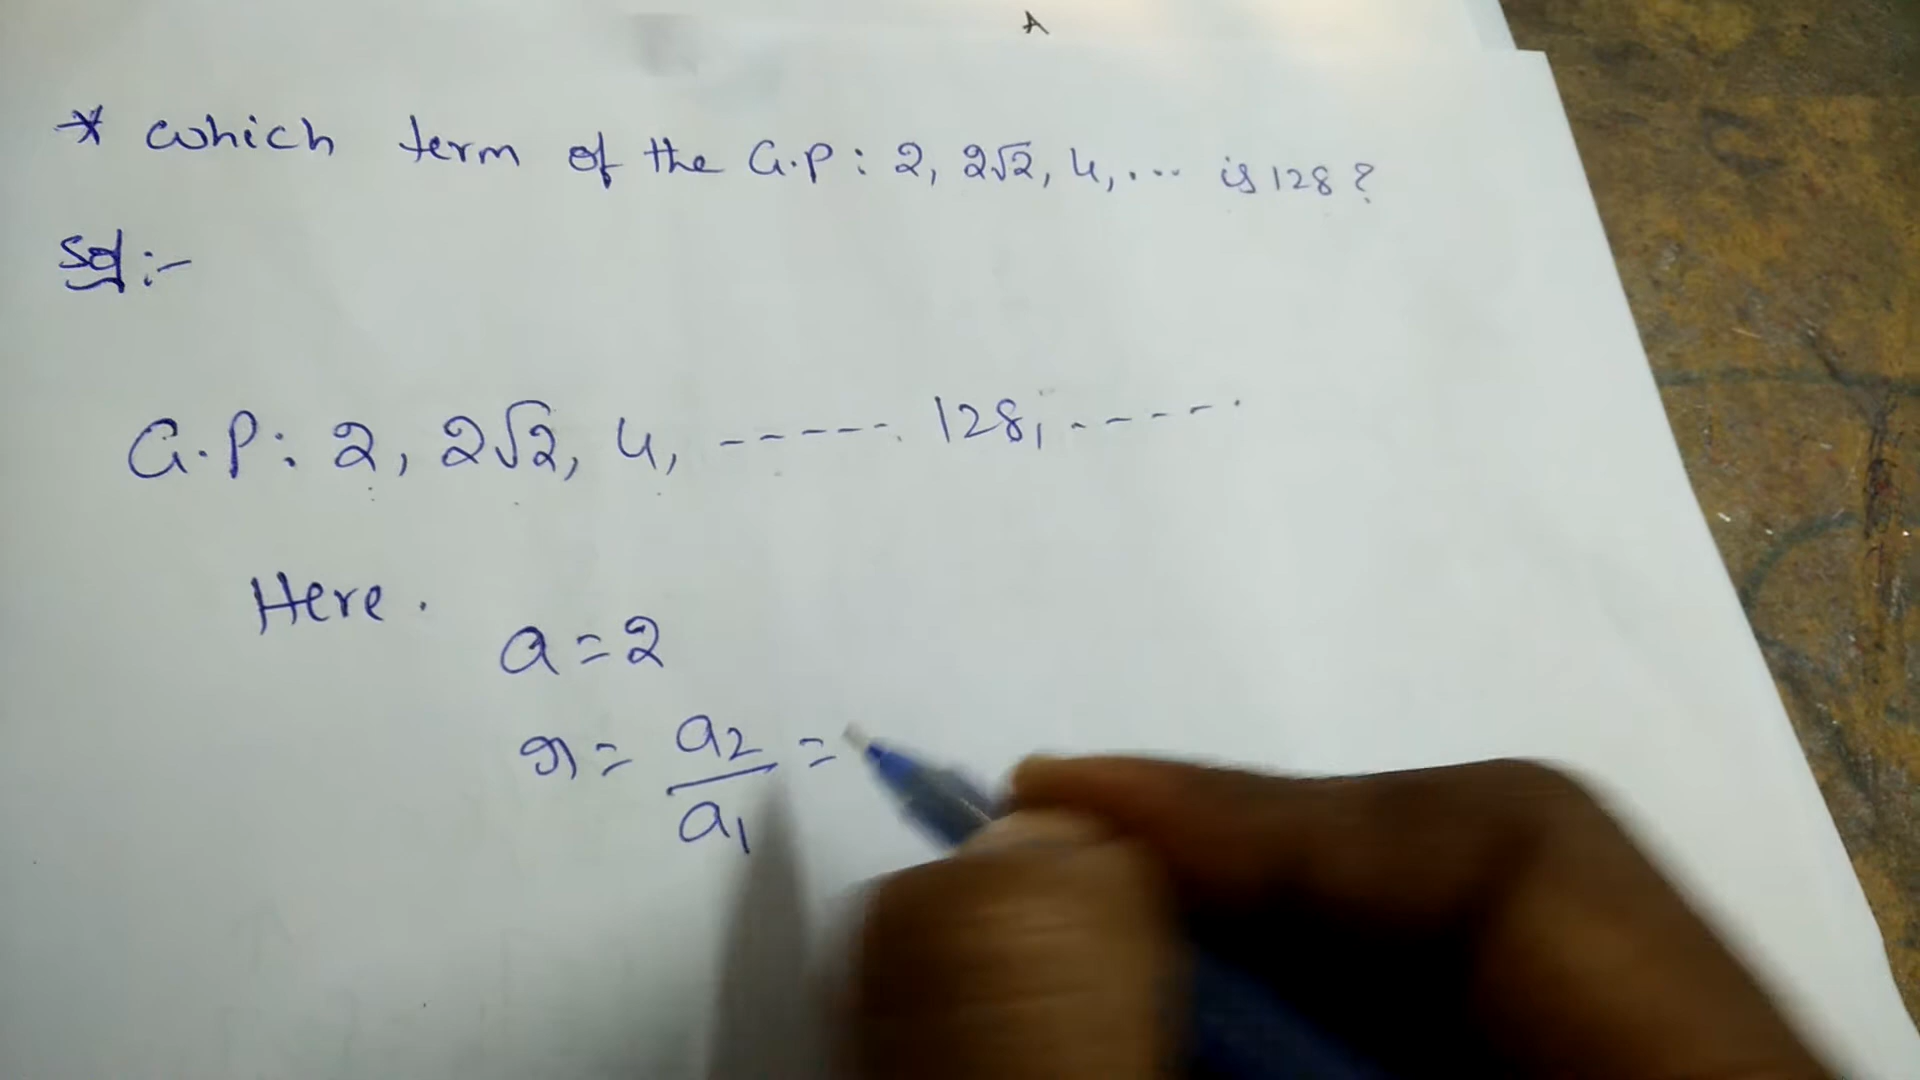 A
* Which term of the G.P: 2, 2√2, 4, ... is 128?
Sol :-
G.P: 2, 2√2, 4, ----- 128, -----
Here.
a = 2
r = a₂/a₁ =